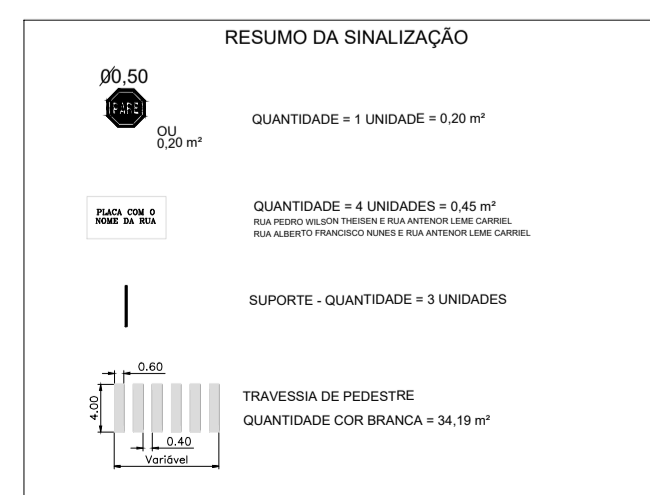 RESUMO DA SINALIZAÇÃO
Ø0,50
PARE
OU
0,20 m²
QUANTIDADE = 1 UNIDADE = 0,20 m²
PLACA COM O
NOME DA RUA
QUANTIDADE = 4 UNIDADES = 0,45 m²
RUA PEDRO WILSON THEISEN E RUA ANTENOR LEME CARRIEL
RUA ALBERTO FRANCISCO NUNES E RUA ANTENOR LEME CARRIEL
SUPORTE - QUANTIDADE = 3 UNIDADES
0.60
4.00
0.40
Variável
TRAVESSIA DE PEDESTRE
QUANTIDADE COR BRANCA = 34,19 m²